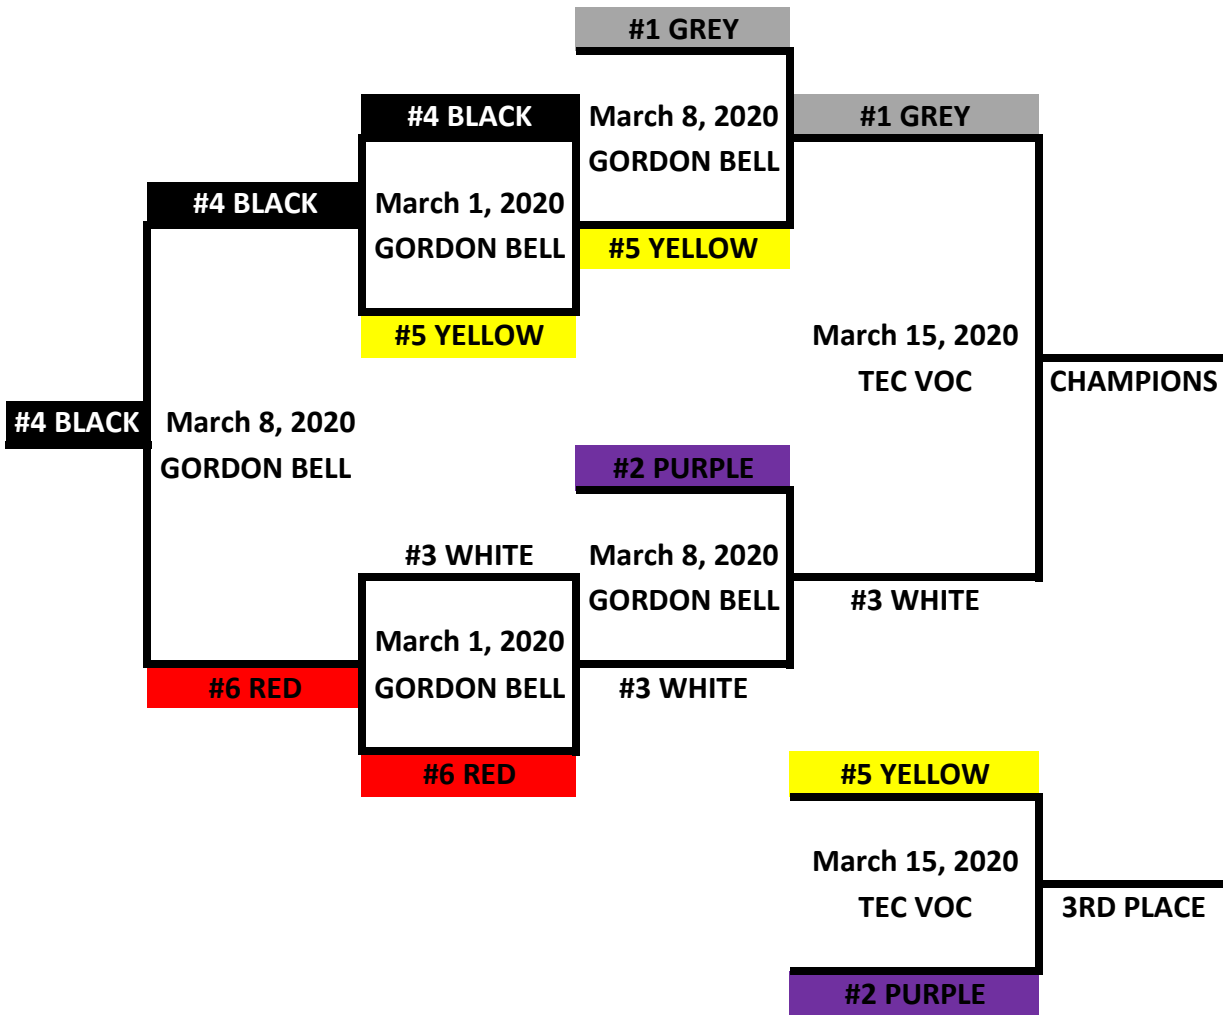 #1 GREY
#4 BLACK
March 8, 2020
GORDON BELL
#1 GREY
#4 BLACK
March 1, 2020
GORDON BELL
#5 YELLOW
#5 YELLOW
March 15, 2020
TEC VOC
CHAMPIONS
#4 BLACK
March 8, 2020
GORDON BELL
#2 PURPLE
#3 WHITE
March 8, 2020
GORDON BELL
#3 WHITE
March 1, 2020
GORDON BELL
#6 RED
#3 WHITE
#6 RED
#5 YELLOW
March 15, 2020
TEC VOC
3RD PLACE
#2 PURPLE